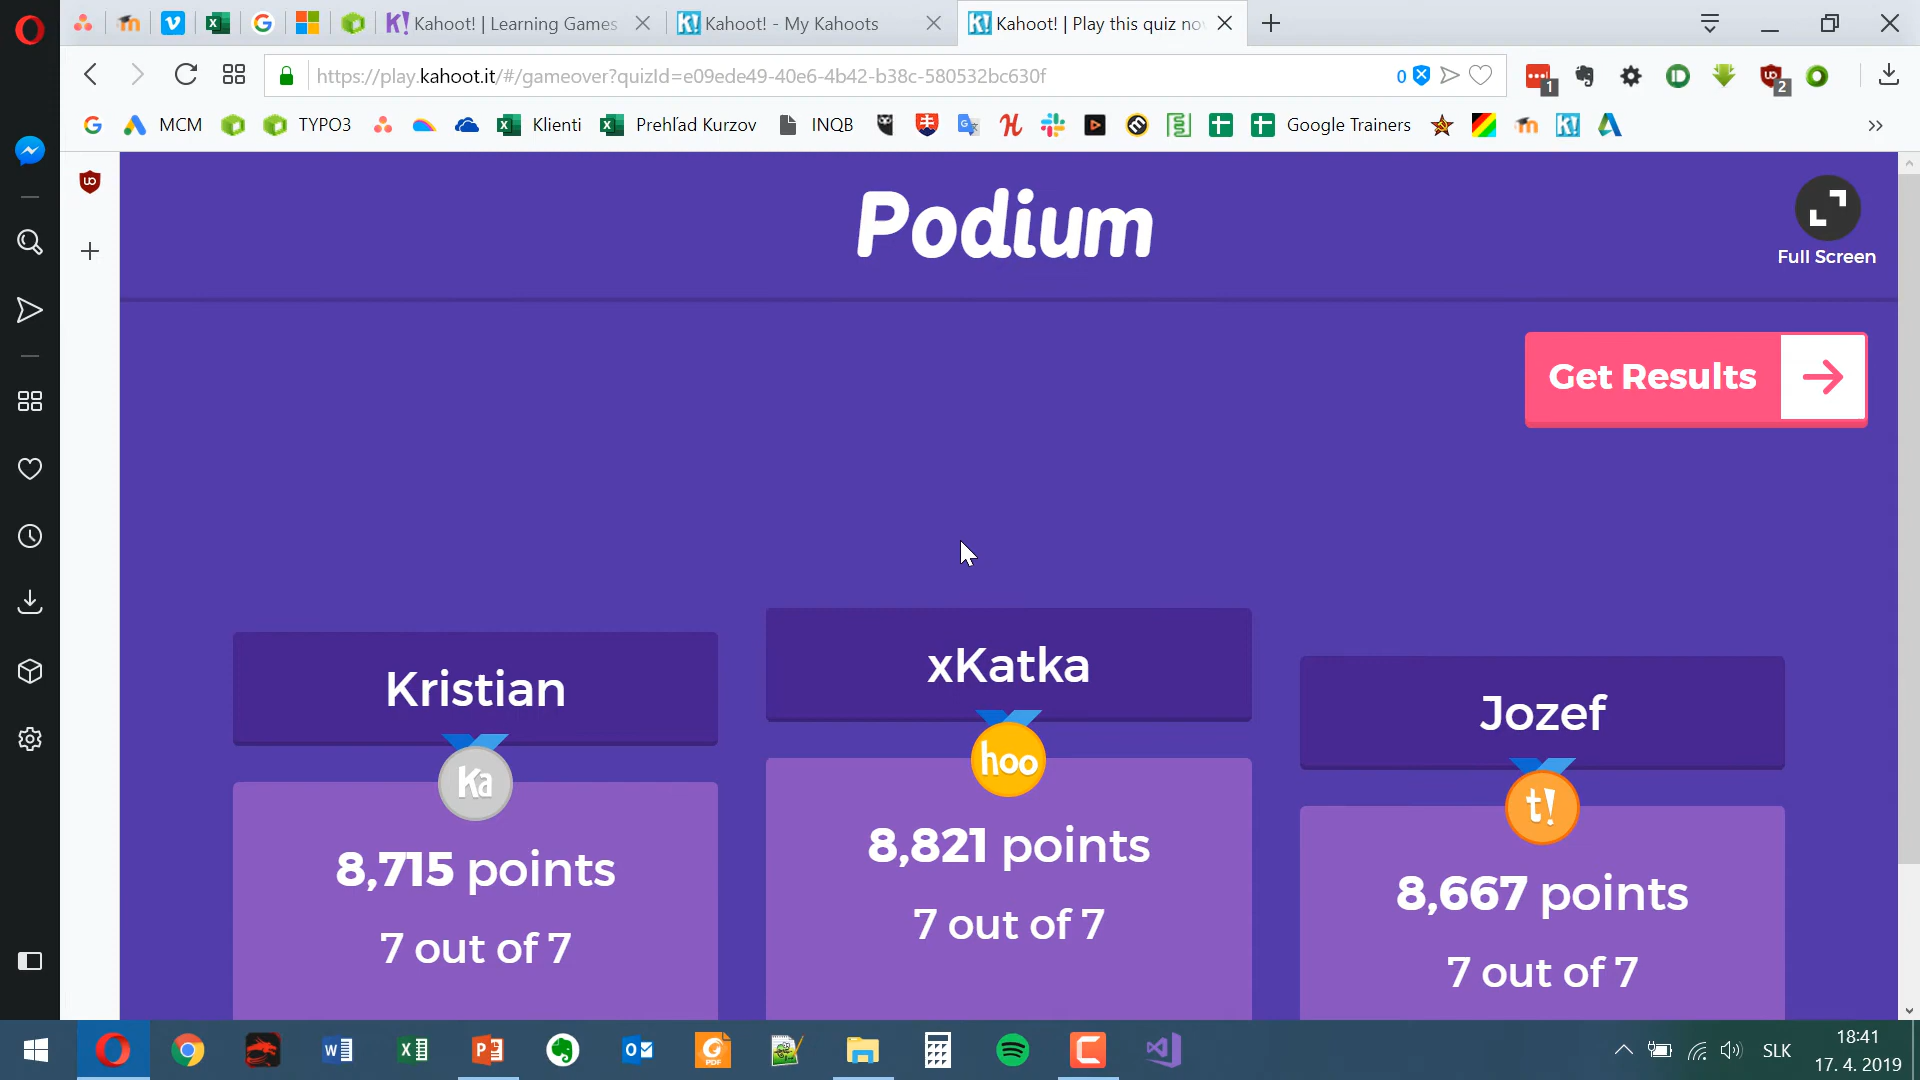 Kahoot! | Learning Games
Kahoot! - My Kahoots
Kahoot! | Play this quiz no
https://play.kahoot.it/#/gameover?quizId=e09ede49-40e6-4b42-b38c-580532bc630f
0
1
2
MCM
TYPO3
Klienti
Prehľad Kurzov
INQB
Google Trainers
Podium
Full Screen
Get Results
xKatka
Kristian
Jozef
hoo
Ka
t!
8,821 points
8,715 points
8,667 points
7 out of 7
7 out of 7
7 out of 7
SLK
18:41
17. 4. 2019